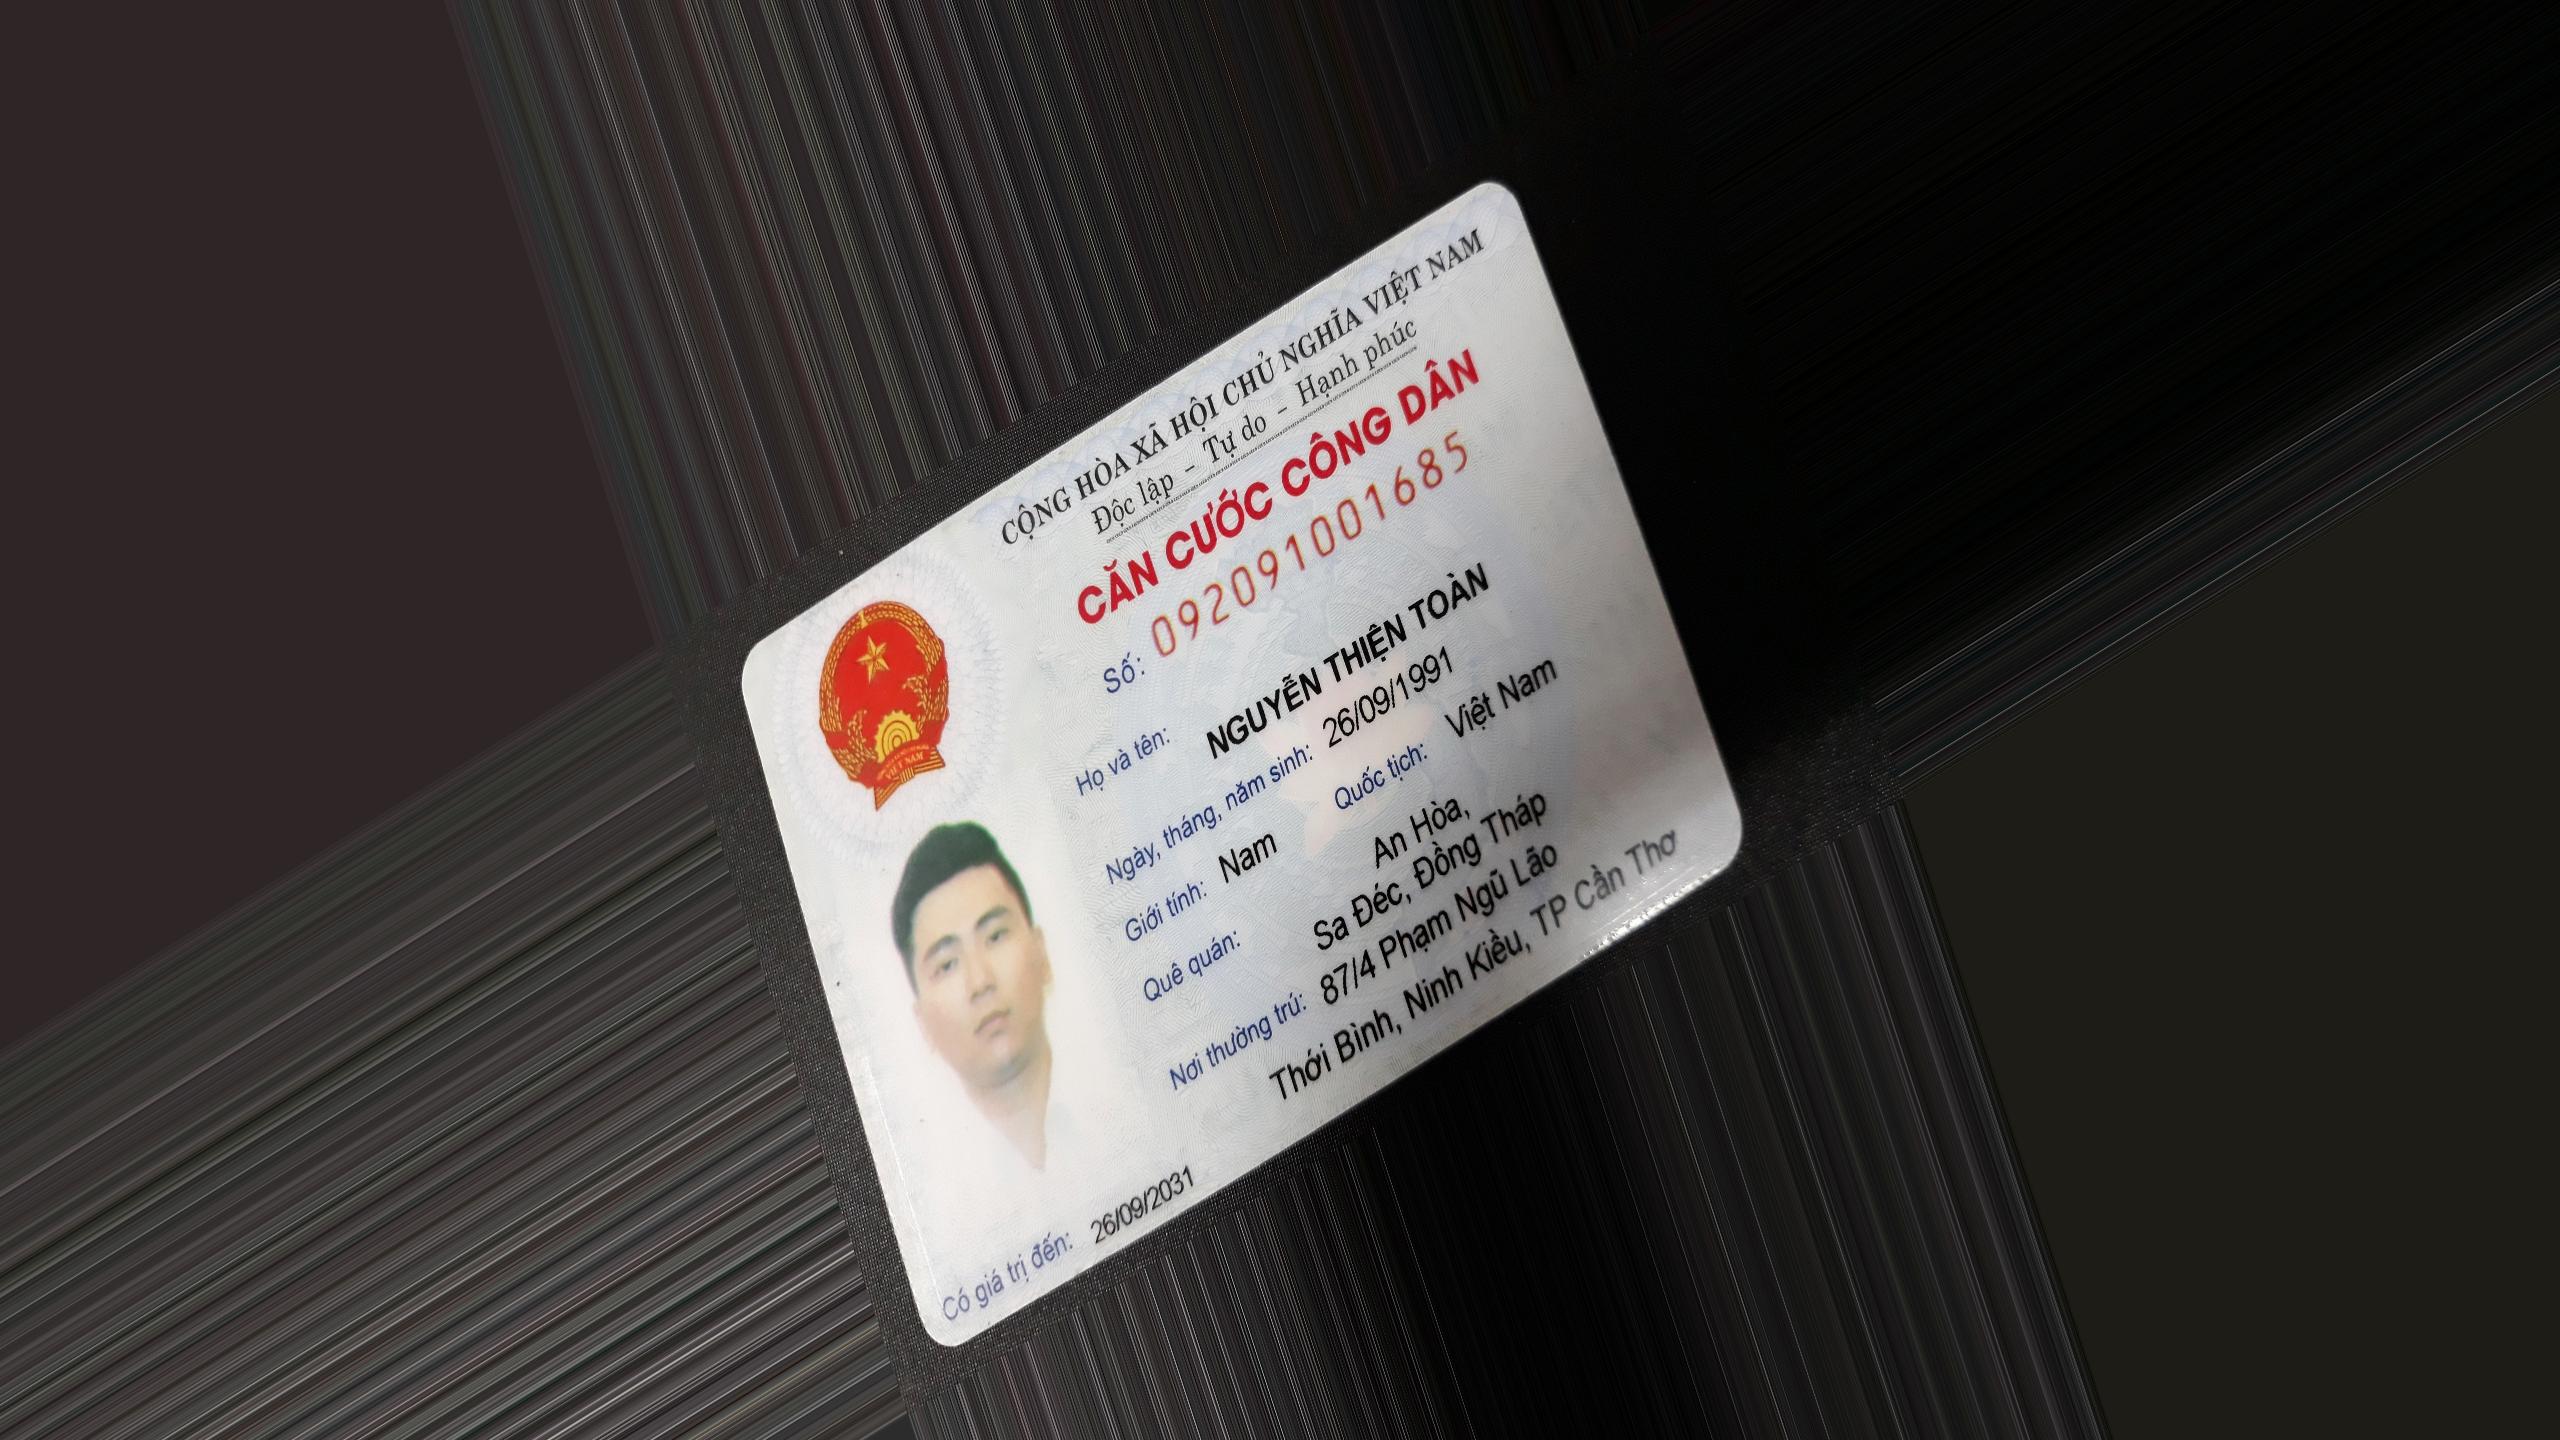 CỘNG HÒA XÃ HỘI CHỦ NGHĨA VIỆT NAM
Độc lập - Tự do - Hạnh phúc
CĂN CƯỚC CÔNG DÂN
Số: 092091001685
Họ và tên: NGUYỄN THIỆN TOÀN
Ngày, tháng, năm sinh: 26/09/1991
Giới tính: Nam Quốc tịch: Việt Nam
Quê quán: An Hòa,
Sa Đéc, Đồng Tháp
Nơi thường trú: 87/4 Phạm Ngũ Lão
Thới Bình, Ninh Kiều, TP Cần Thơ
Có giá trị đến: 26/09/2031
VIỆT NAM